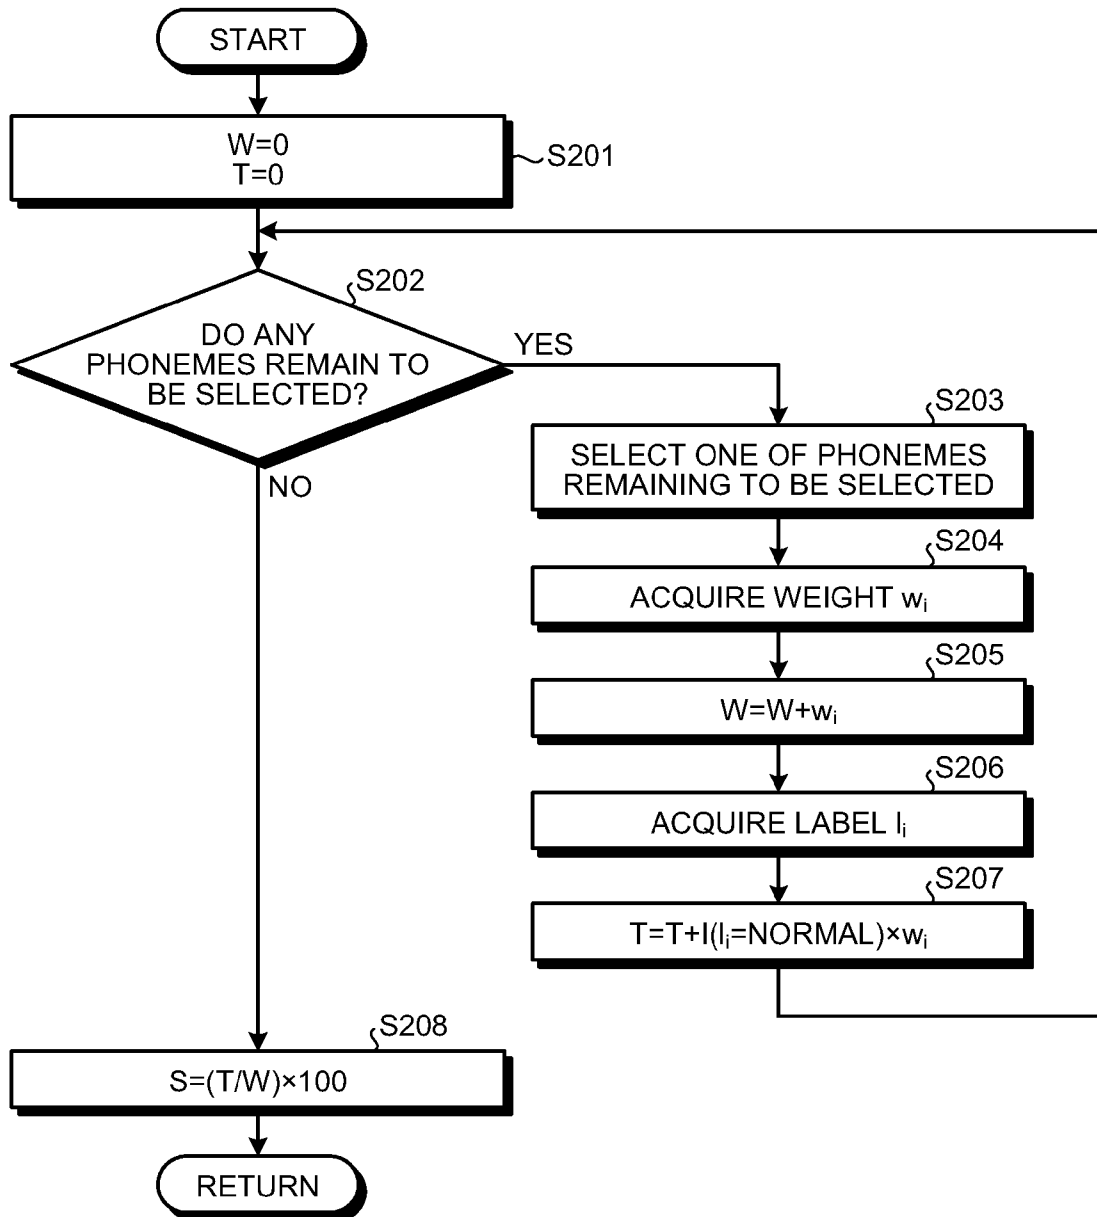 START
W=0
T=0
S201
S202
DO ANY
PHONEMES REMAIN TO
BE SELECTED?
YES
NO
S203
SELECT ONE OF PHONEMES
REMAINING TO BE SELECTED
S204
ACQUIRE WEIGHT wᵢ
S205
W=W+wᵢ
S206
ACQUIRE LABEL lᵢ
S207
T=T+I(lᵢ=NORMAL)×wᵢ
S208
S=(T/W)×100
RETURN